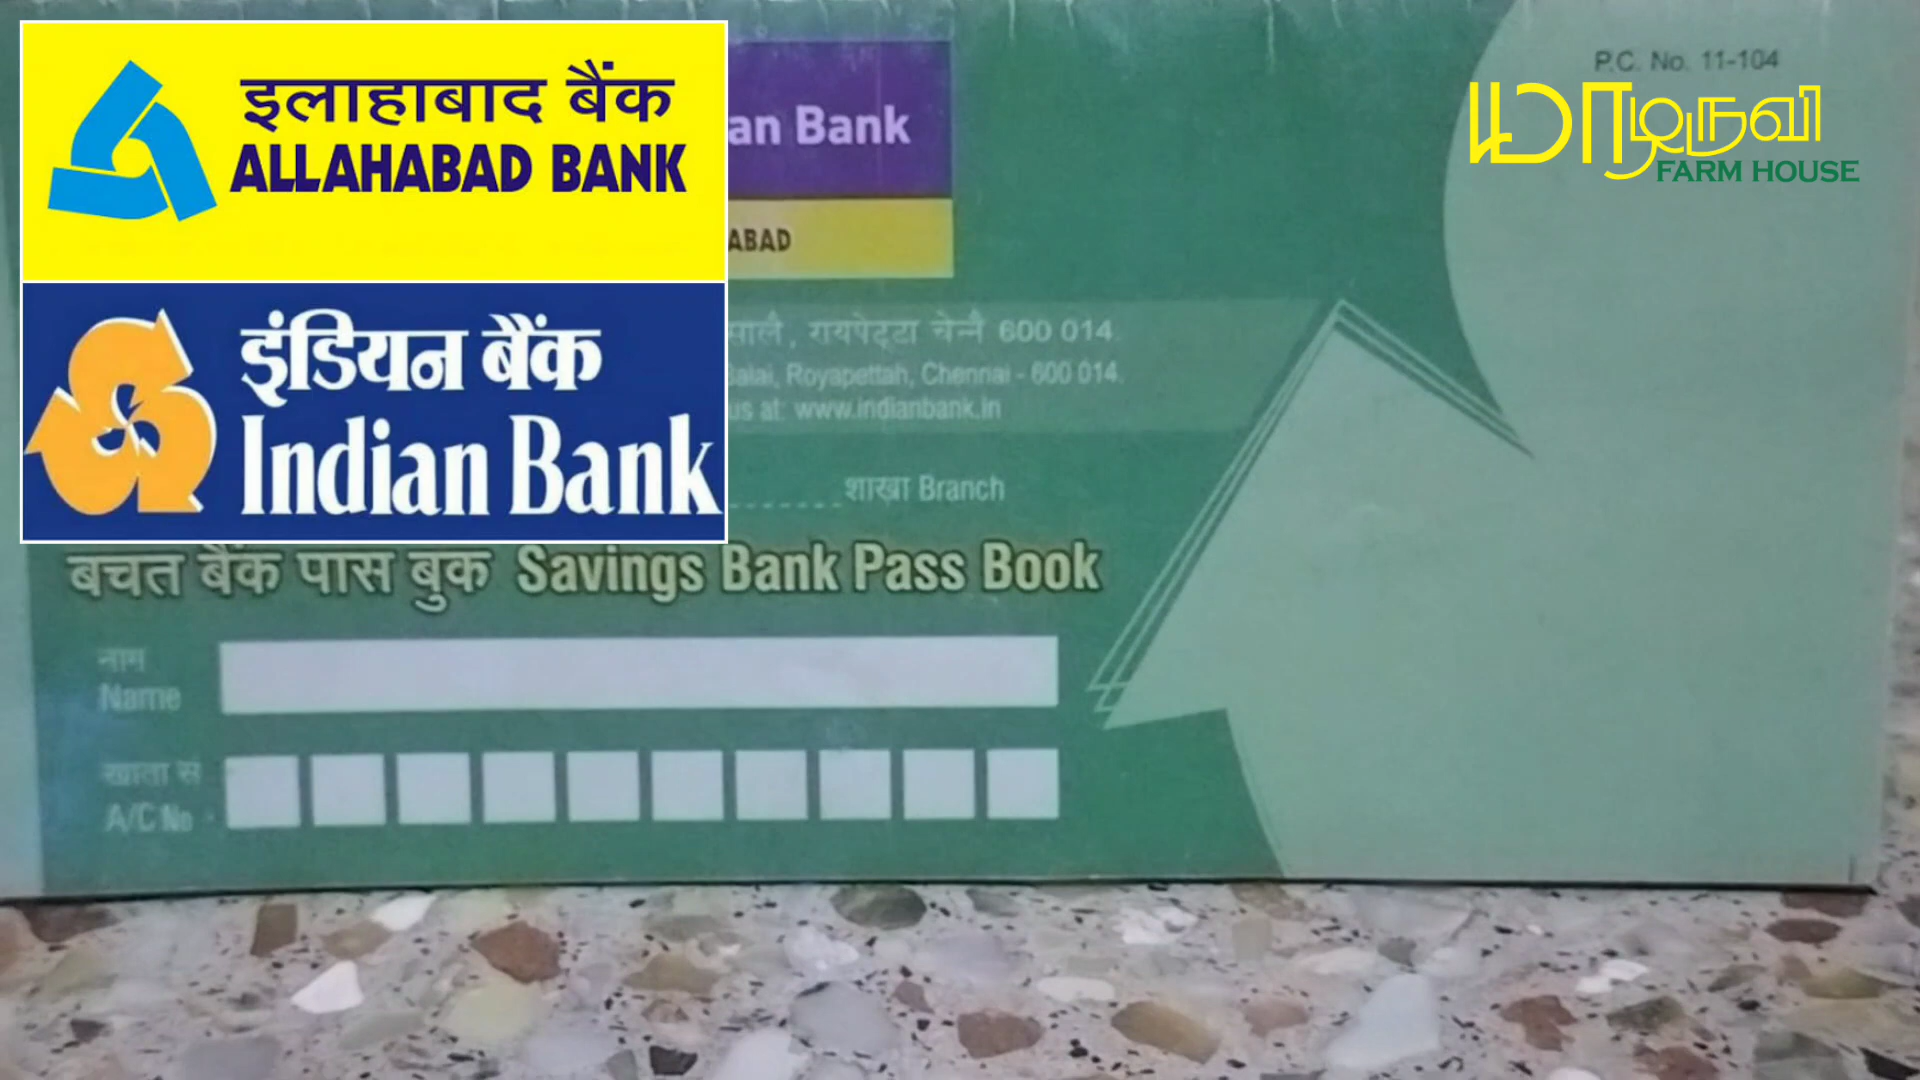 इलाहाबाद बैंक
ALLAHABAD BANK
इंडियन बैंक
Indian Bank
an Bank
ABAD
P.C. No. 11-104
மாடிருவி
FARM HOUSE
रायपेट्टा चेन्नै 600 014.
Royapettah, Chennai - 600 014.
us at: www.indianbank.in
शाखा Branch
बचत बैंक पास बुक Savings Bank Pass Book
नाम
Name
खाता सं
A/C No